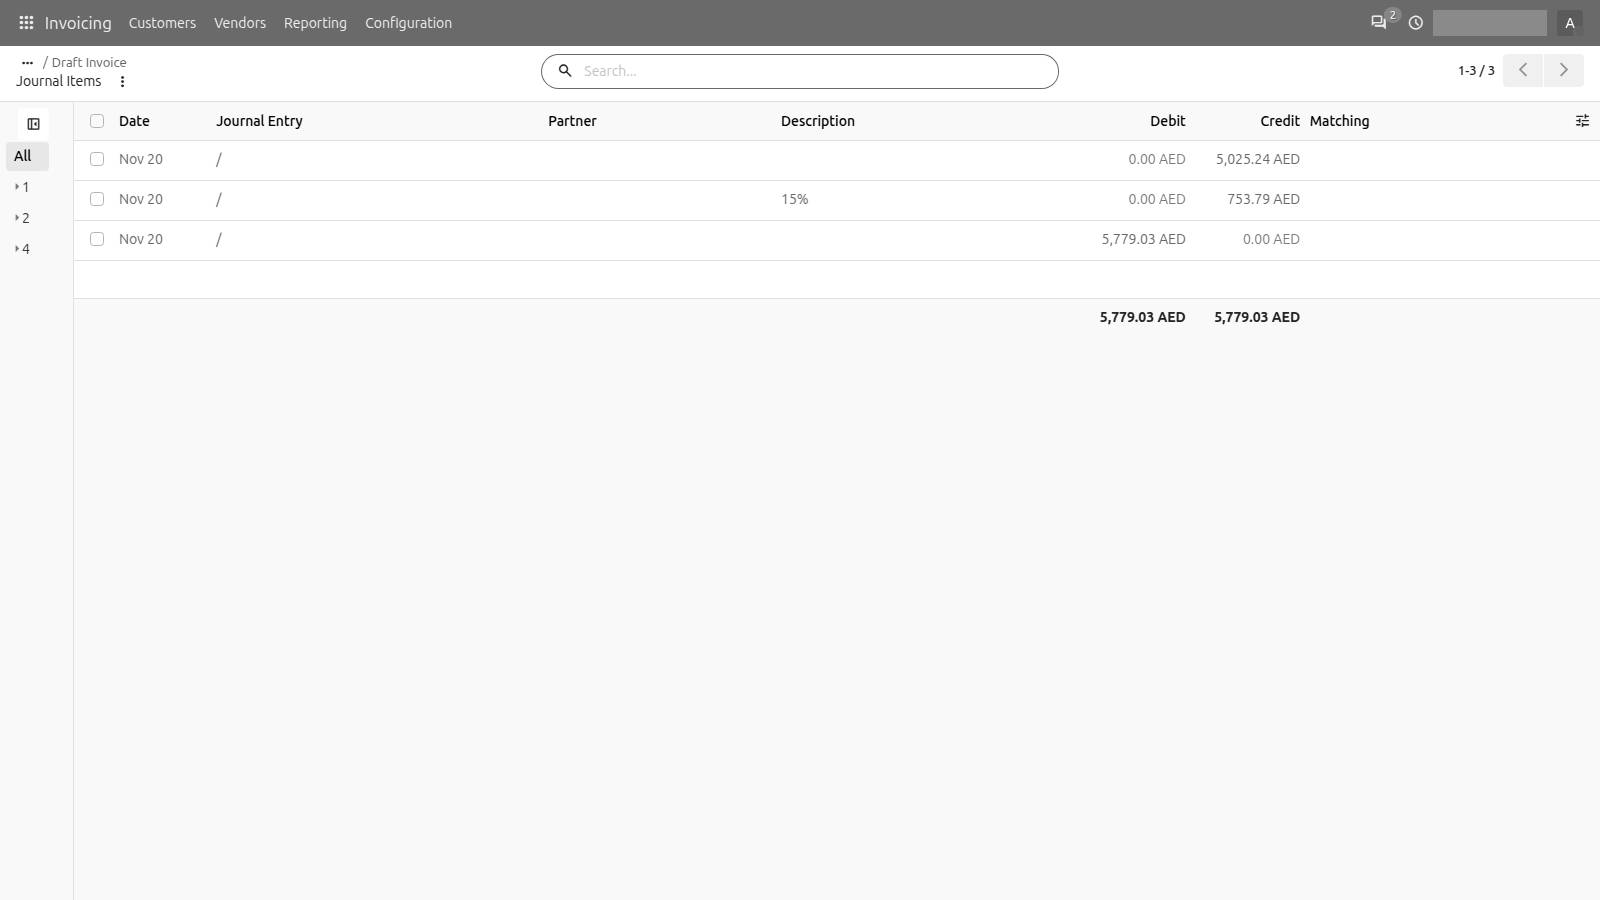 Invoicing Customers Vendors Reporting Configuration 2 A
... / Draft Invoice
Journal Items
Search...
1-3 / 3
Date Journal Entry Partner Description Debit Credit Matching
All
1
2
4
Nov 20 / 0.00 AED 5,025.24 AED
Nov 20 / 15% 0.00 AED 753.79 AED
Nov 20 / 5,779.03 AED 0.00 AED
5,779.03 AED 5,779.03 AED